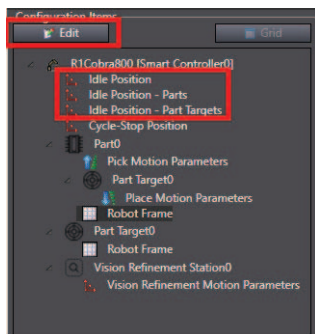 Configuration Items
Edit
Grid
R1Cobra800 [Smart Controller0]
Idle Position
Idle Position - Parts
Idle Position - Part Targets
Cycle-Stop Position
Part0
Pick Motion Parameters
Part Target0
Place Motion Parameters
Robot Frame
Part Target0
Robot Frame
Vision Refinement Station0
Vision Refinement Motion Parameters